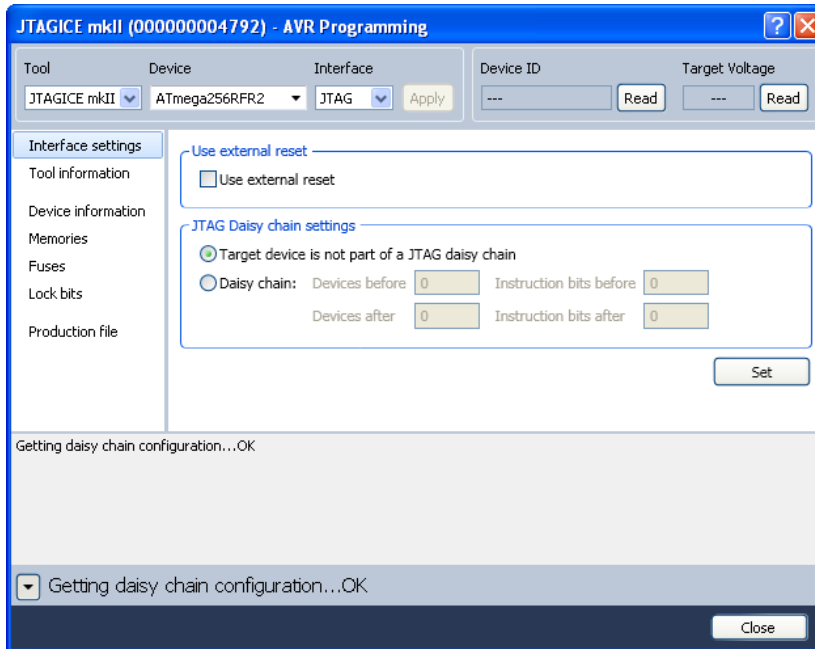 JTAGICE mkII (000000004792) - AVR Programming
Tool Device Interface Device ID Target Voltage
JTAGICE mkII ATmega256RFR2 JTAG Apply --- Read --- Read
Interface settings
Tool information
Device information
Memories
Fuses
Lock bits
Production file
Use external reset
Use external reset
JTAG Daisy chain settings
Target device is not part of a JTAG daisy chain
Daisy chain: Devices before 0 Instruction bits before 0
Devices after 0 Instruction bits after 0
Set
Getting daisy chain configuration...OK
Getting daisy chain configuration...OK
Close